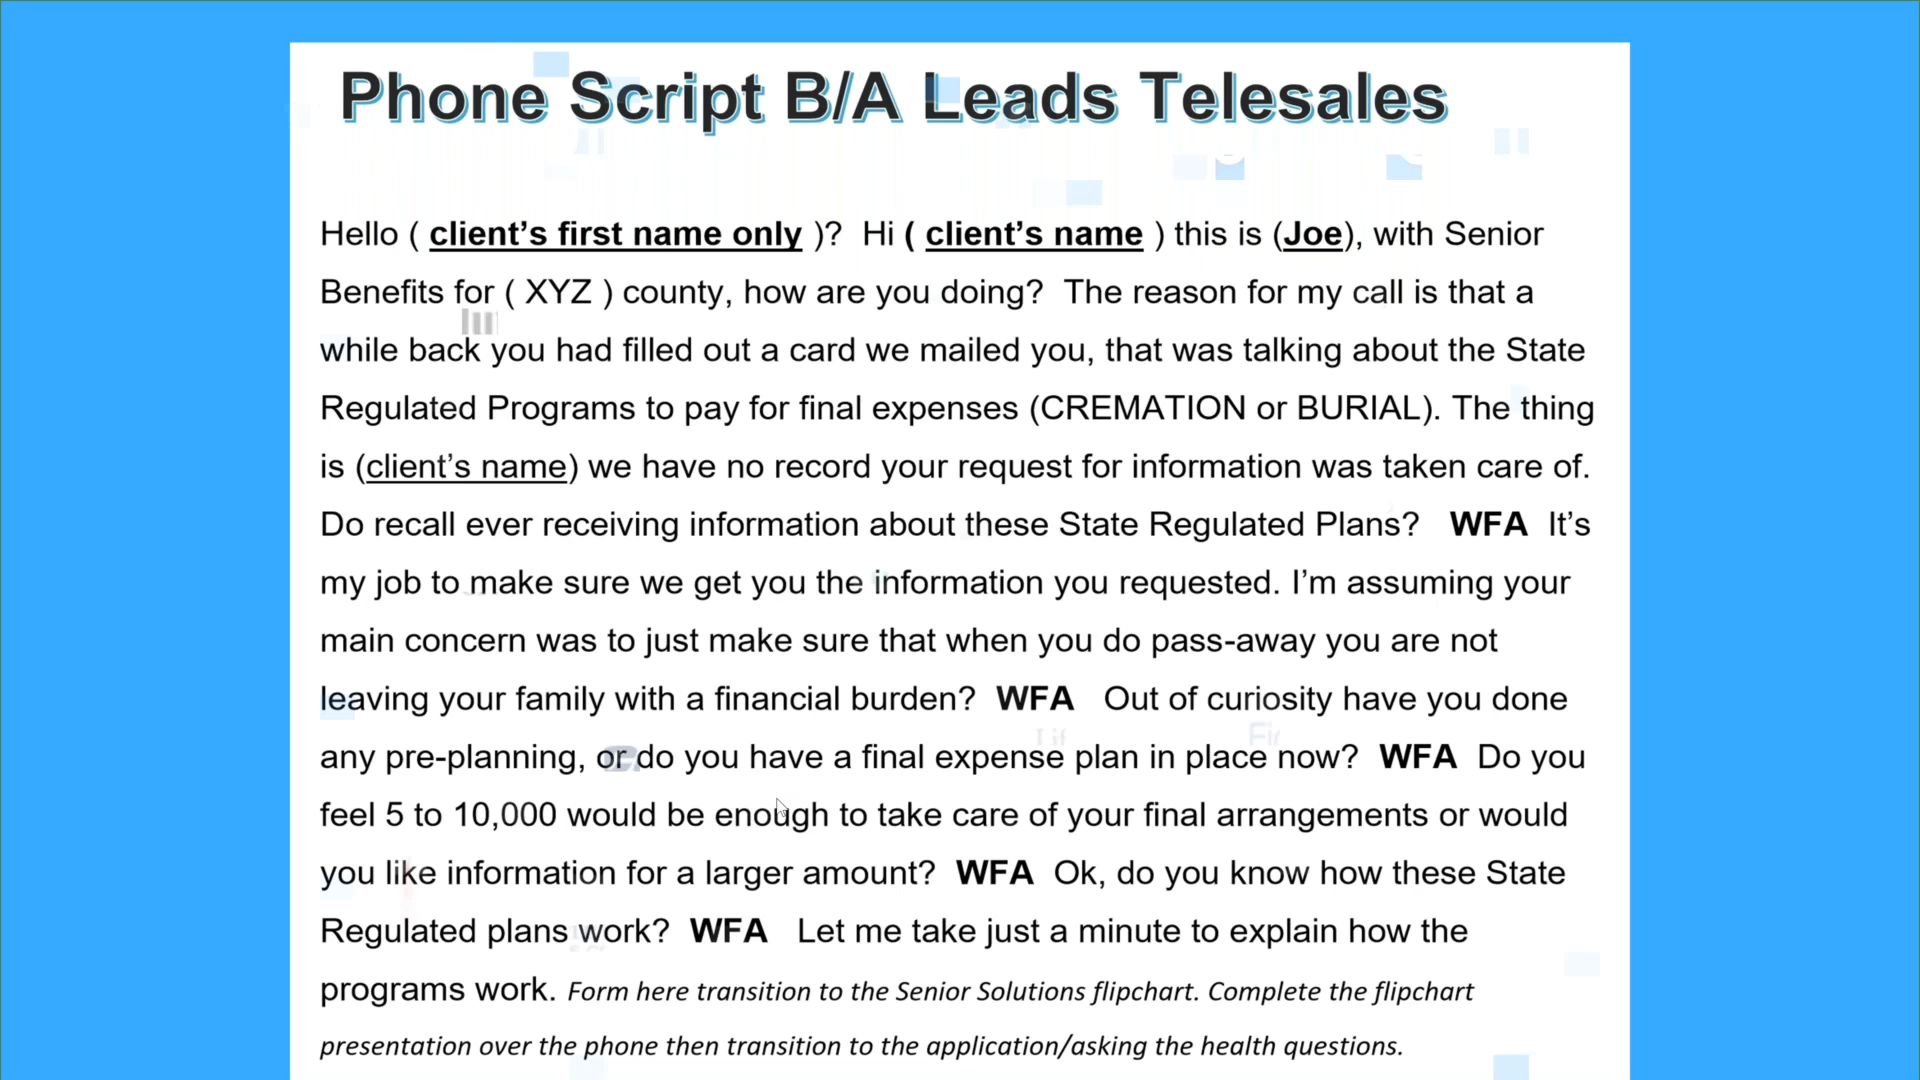 Phone Script B/A Leads Telesales
Hello ( client’s first name only )?  Hi ( client’s name ) this is (Joe), with Senior
Benefits for ( XYZ ) county, how are you doing?  The reason for my call is that a
while back you had filled out a card we mailed you, that was talking about the State
Regulated Programs to pay for final expenses (CREMATION or BURIAL). The thing
is (client’s name) we have no record your request for information was taken care of.
Do recall ever receiving information about these State Regulated Plans?   WFA  It’s
my job to make sure we get you the information you requested. I’m assuming your
main concern was to just make sure that when you do pass-away you are not
leaving your family with a financial burden?  WFA   Out of curiosity have you done
any pre-planning, or do you have a final expense plan in place now?  WFA  Do you
feel 5 to 10,000 would be enough to take care of your final arrangements or would
you like information for a larger amount?  WFA  Ok, do you know how these State
Regulated plans work?  WFA   Let me take just a minute to explain how the
programs work. Form here transition to the Senior Solutions flipchart. Complete the flipchart
presentation over the phone then transition to the application/asking the health questions.